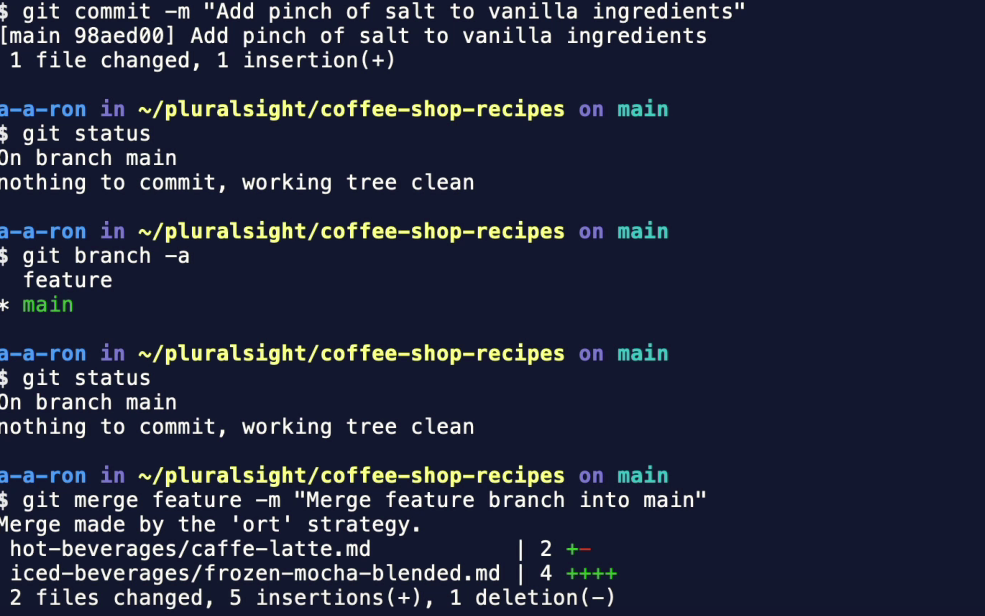 $ git commit -m "Add pinch of salt to vanilla ingredients"
[main 98aed00] Add pinch of salt to vanilla ingredients
 1 file changed, 1 insertion(+)

a-a-ron in ~/pluralsight/coffee-shop-recipes on main
$ git status
On branch main
nothing to commit, working tree clean

a-a-ron in ~/pluralsight/coffee-shop-recipes on main
$ git branch -a
  feature
* main

a-a-ron in ~/pluralsight/coffee-shop-recipes on main
$ git status
On branch main
nothing to commit, working tree clean

a-a-ron in ~/pluralsight/coffee-shop-recipes on main
$ git merge feature -m "Merge feature branch into main"
Merge made by the 'ort' strategy.
 hot-beverages/caffe-latte.md           | 2 +-
 iced-beverages/frozen-mocha-blended.md | 4 ++++
 2 files changed, 5 insertions(+), 1 deletion(-)